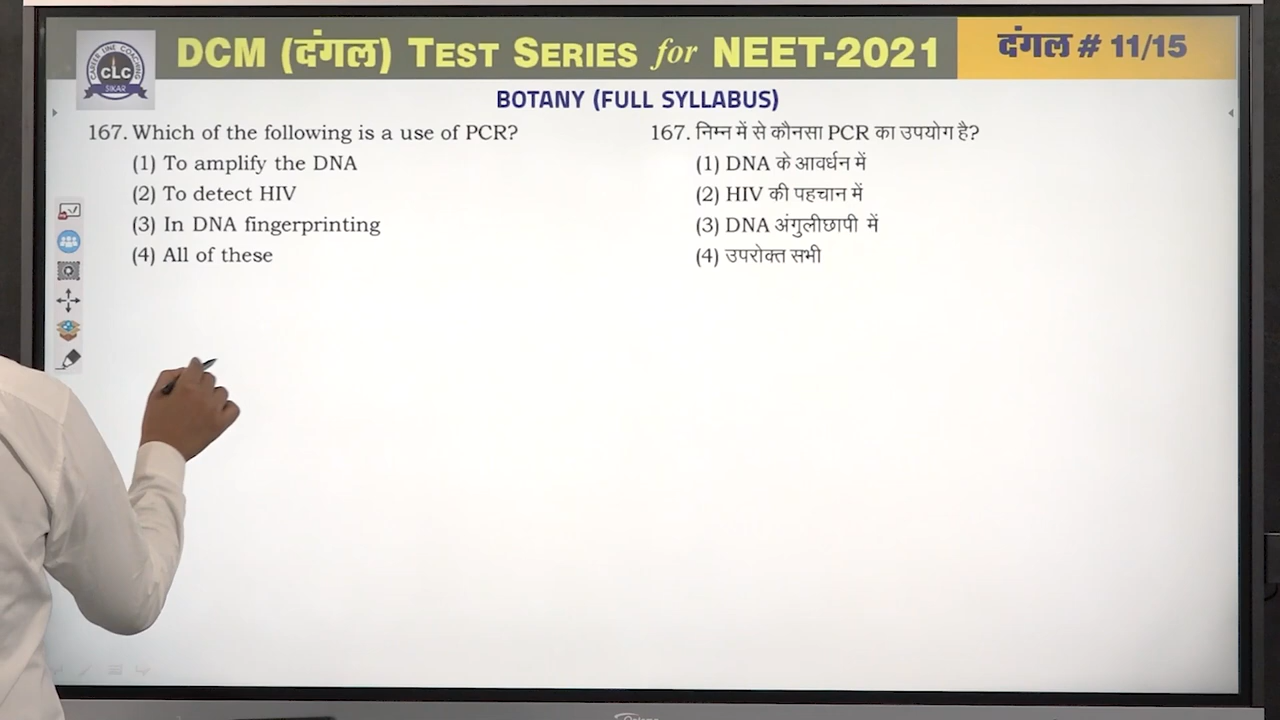 DCM (दंगल) TEST SERIES for NEET-2021
दंगल # 11/15
CAREER LINE COACHING
CLC
SIKAR
BOTANY (FULL SYLLABUS)
167. Which of the following is a use of PCR?
(1) To amplify the DNA
(2) To detect HIV
(3) In DNA fingerprinting
(4) All of these
167. निम्न में से कौनसा PCR का उपयोग है?
(1) DNA के आवर्धन में
(2) HIV की पहचान में
(3) DNA अंगुलीछापी में
(4) उपरोक्त सभी